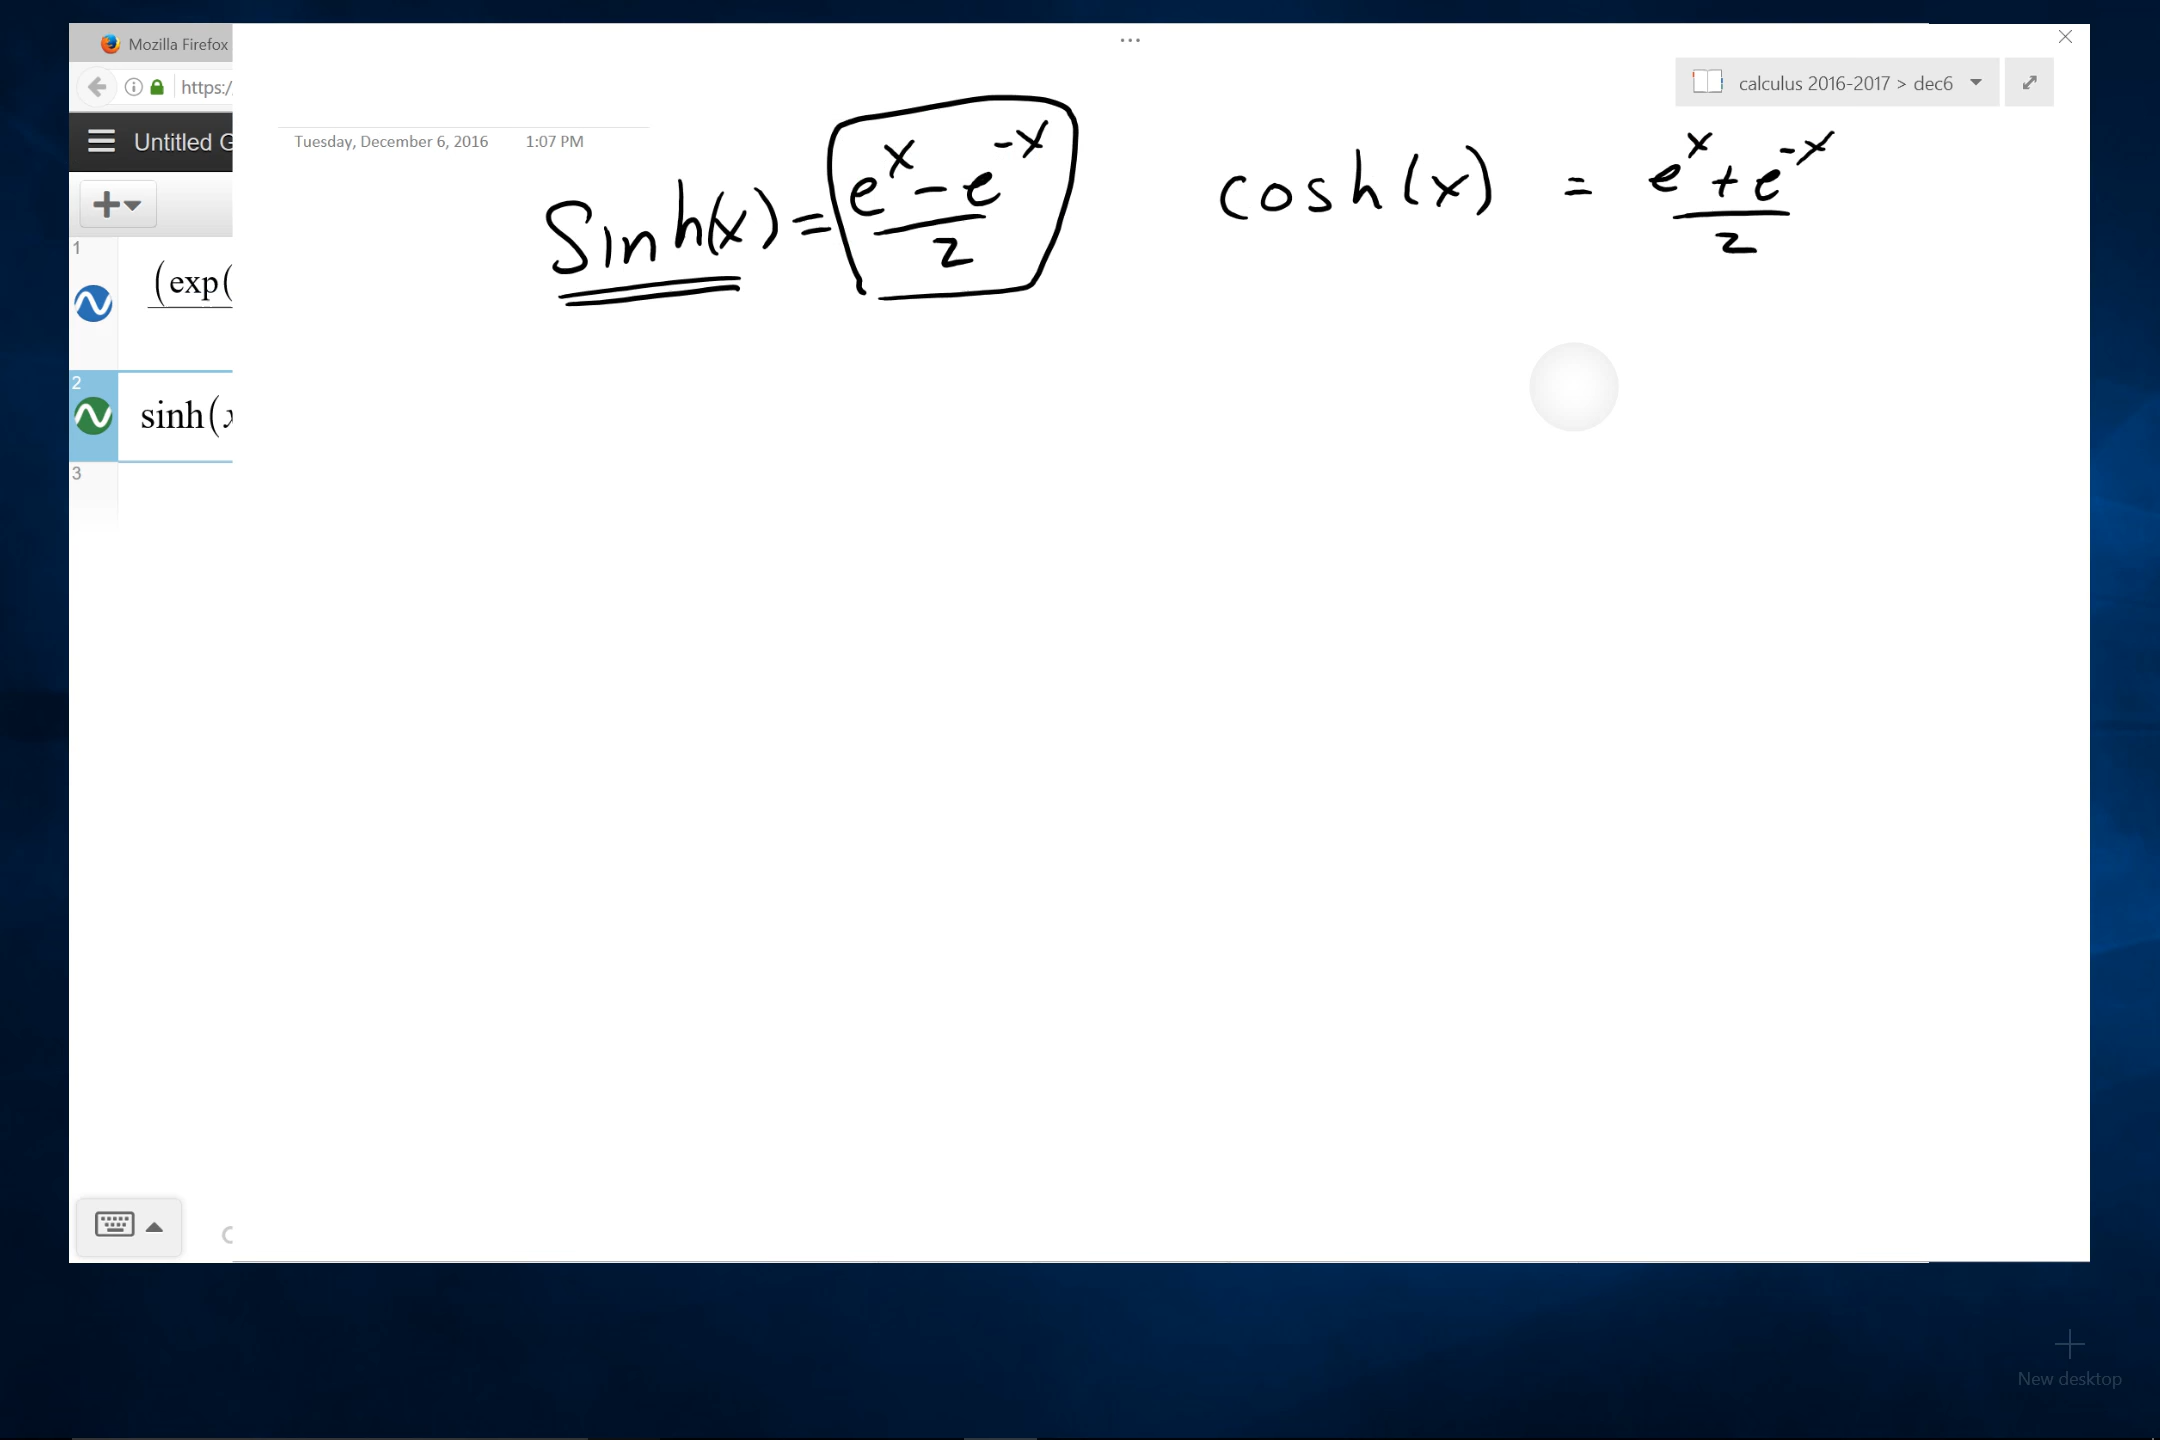 Mozilla Firefox
https:/
calculus 2016-2017 > dec6
Untitled G
Tuesday, December 6, 2016 1:07 PM
sinh(x) = (e^x - e^-x)/2
cosh(x) = (e^x + e^-x)/2
1
(exp(
2
sinh(x
3
New desktop